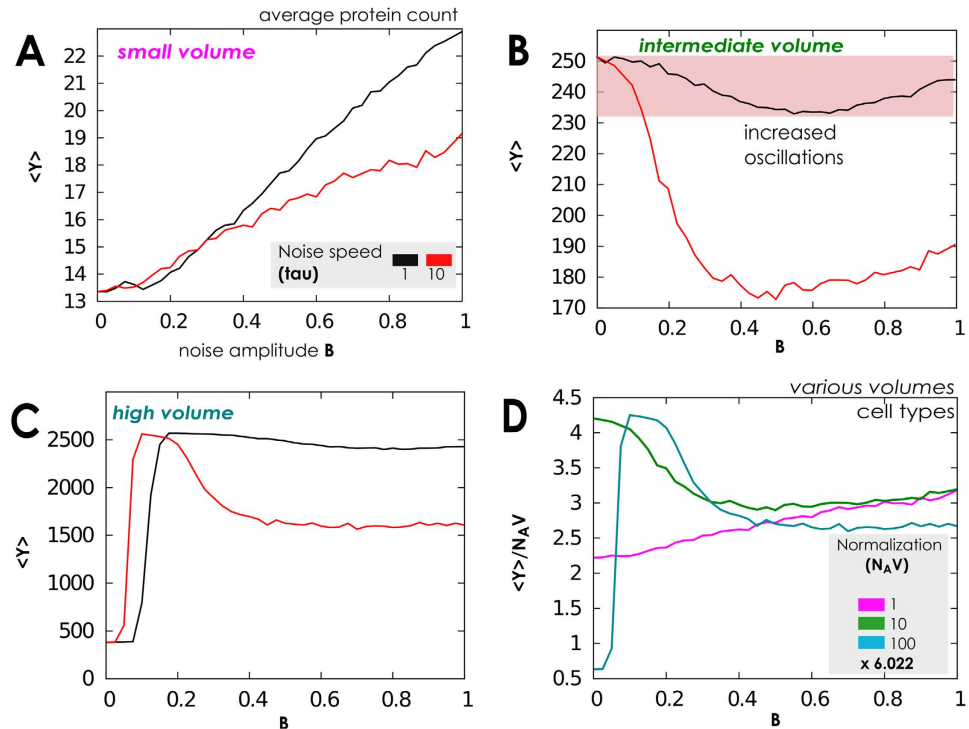 average protein count
A
small volume
22
21
20
19
18
17
16
15
14
13
<Y>
Noise speed
(tau)
1 10
0 0.2 0.4 0.6 0.8 1
noise amplitude B
B
intermediate volume
250
240
230
220
210
200
190
180
170
<Y>
increased
oscillations
0 0.2 0.4 0.6 0.8 1
B
C
high volume
2500
2000
1500
1000
500
0
<Y>
0 0.2 0.4 0.6 0.8 1
B
various volumes
cell types
D
4.5
4
3.5
3
2.5
2
1.5
1
0.5
<Y>/NAV
Normalization
(NAV)
1
10
100
x 6.022
0 0.2 0.4 0.6 0.8 1
B